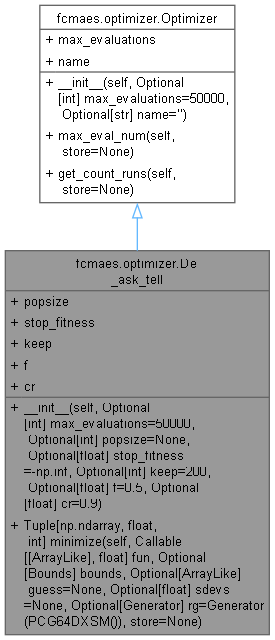 fcmaes.optimizer.Optimizer
+ max_evaluations
+ name
+ __init__(self, Optional
[int] max_evaluations=50000,
Optional[str] name='')
+ max_eval_num(self,
store=None)
+ get_count_runs(self,
store=None)
fcmaes.optimizer.De
_ask_tell
+ popsize
+ stop_fitness
+ keep
+ f
+ cr
+ __init__(self, Optional
[int] max_evaluations=50000,
Optional[int] popsize=None,
Optional[float] stop_fitness
=-np.inf, Optional[int] keep=200,
Optional[float] f=0.5, Optional
[float] cr=0.9)
+ Tuple[np.ndarray, float,
int] minimize(self, Callable
[[ArrayLike], float] fun, Optional
[Bounds] bounds, Optional[ArrayLike]
guess=None, Optional[float] sdevs
=None, Optional[Generator] rg=Generator
(PCG64DXSM()), store=None)